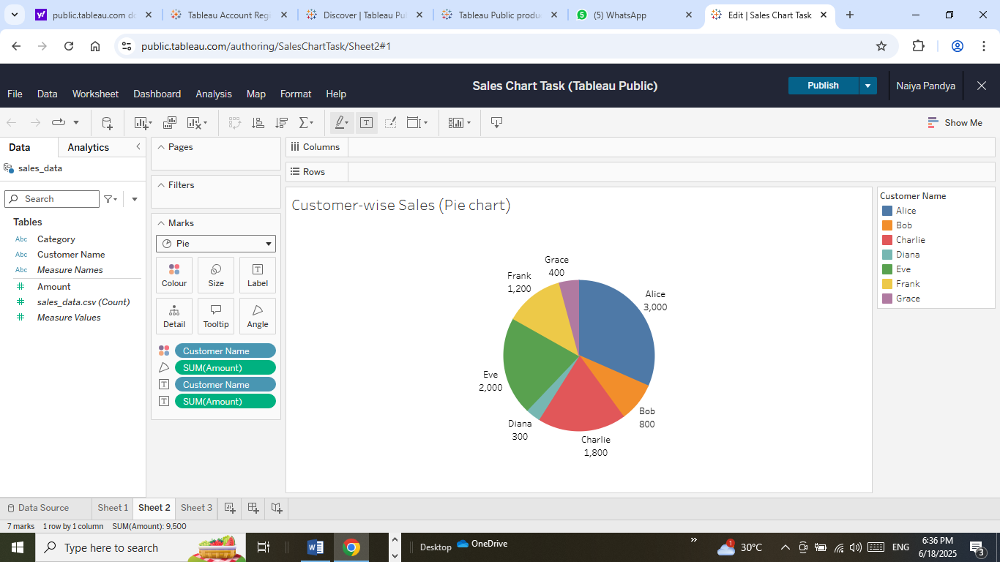 public.tableau.com do
Tableau Account Regi
Discover | Tableau Pu
Tableau Public produ
(5) WhatsApp
Edit | Sales Chart Task
public.tableau.com/authoring/SalesChartTask/Sheet2#1
Sales Chart Task (Tableau Public)
Publish
Naiya Pandya
File Data Worksheet Dashboard Analysis Map Format Help
Show Me
Data Analytics
sales_data
Search
Tables
Abc Category
Abc Customer Name
Abc Measure Names
Amount
sales_data.csv (Count)
Measure Values
Pages
Filters
Marks
Pie
Colour Size Label
Detail Tooltip Angle
Customer Name
SUM(Amount)
Customer Name
SUM(Amount)
Columns
Rows
Customer-wise Sales (Pie chart)
Grace
400
Frank
1,200
Alice
3,000
Eve
2,000
Bob
800
Diana
300
Charlie
1,800
Customer Name
Alice
Bob
Charlie
Diana
Eve
Frank
Grace
Data Source Sheet 1 Sheet 2 Sheet 3
7 marks 1 row by 1 column SUM(Amount): 9,500
Type here to search
Desktop
OneDrive
1
30°C
ENG
6:36 PM
6/18/2025
3